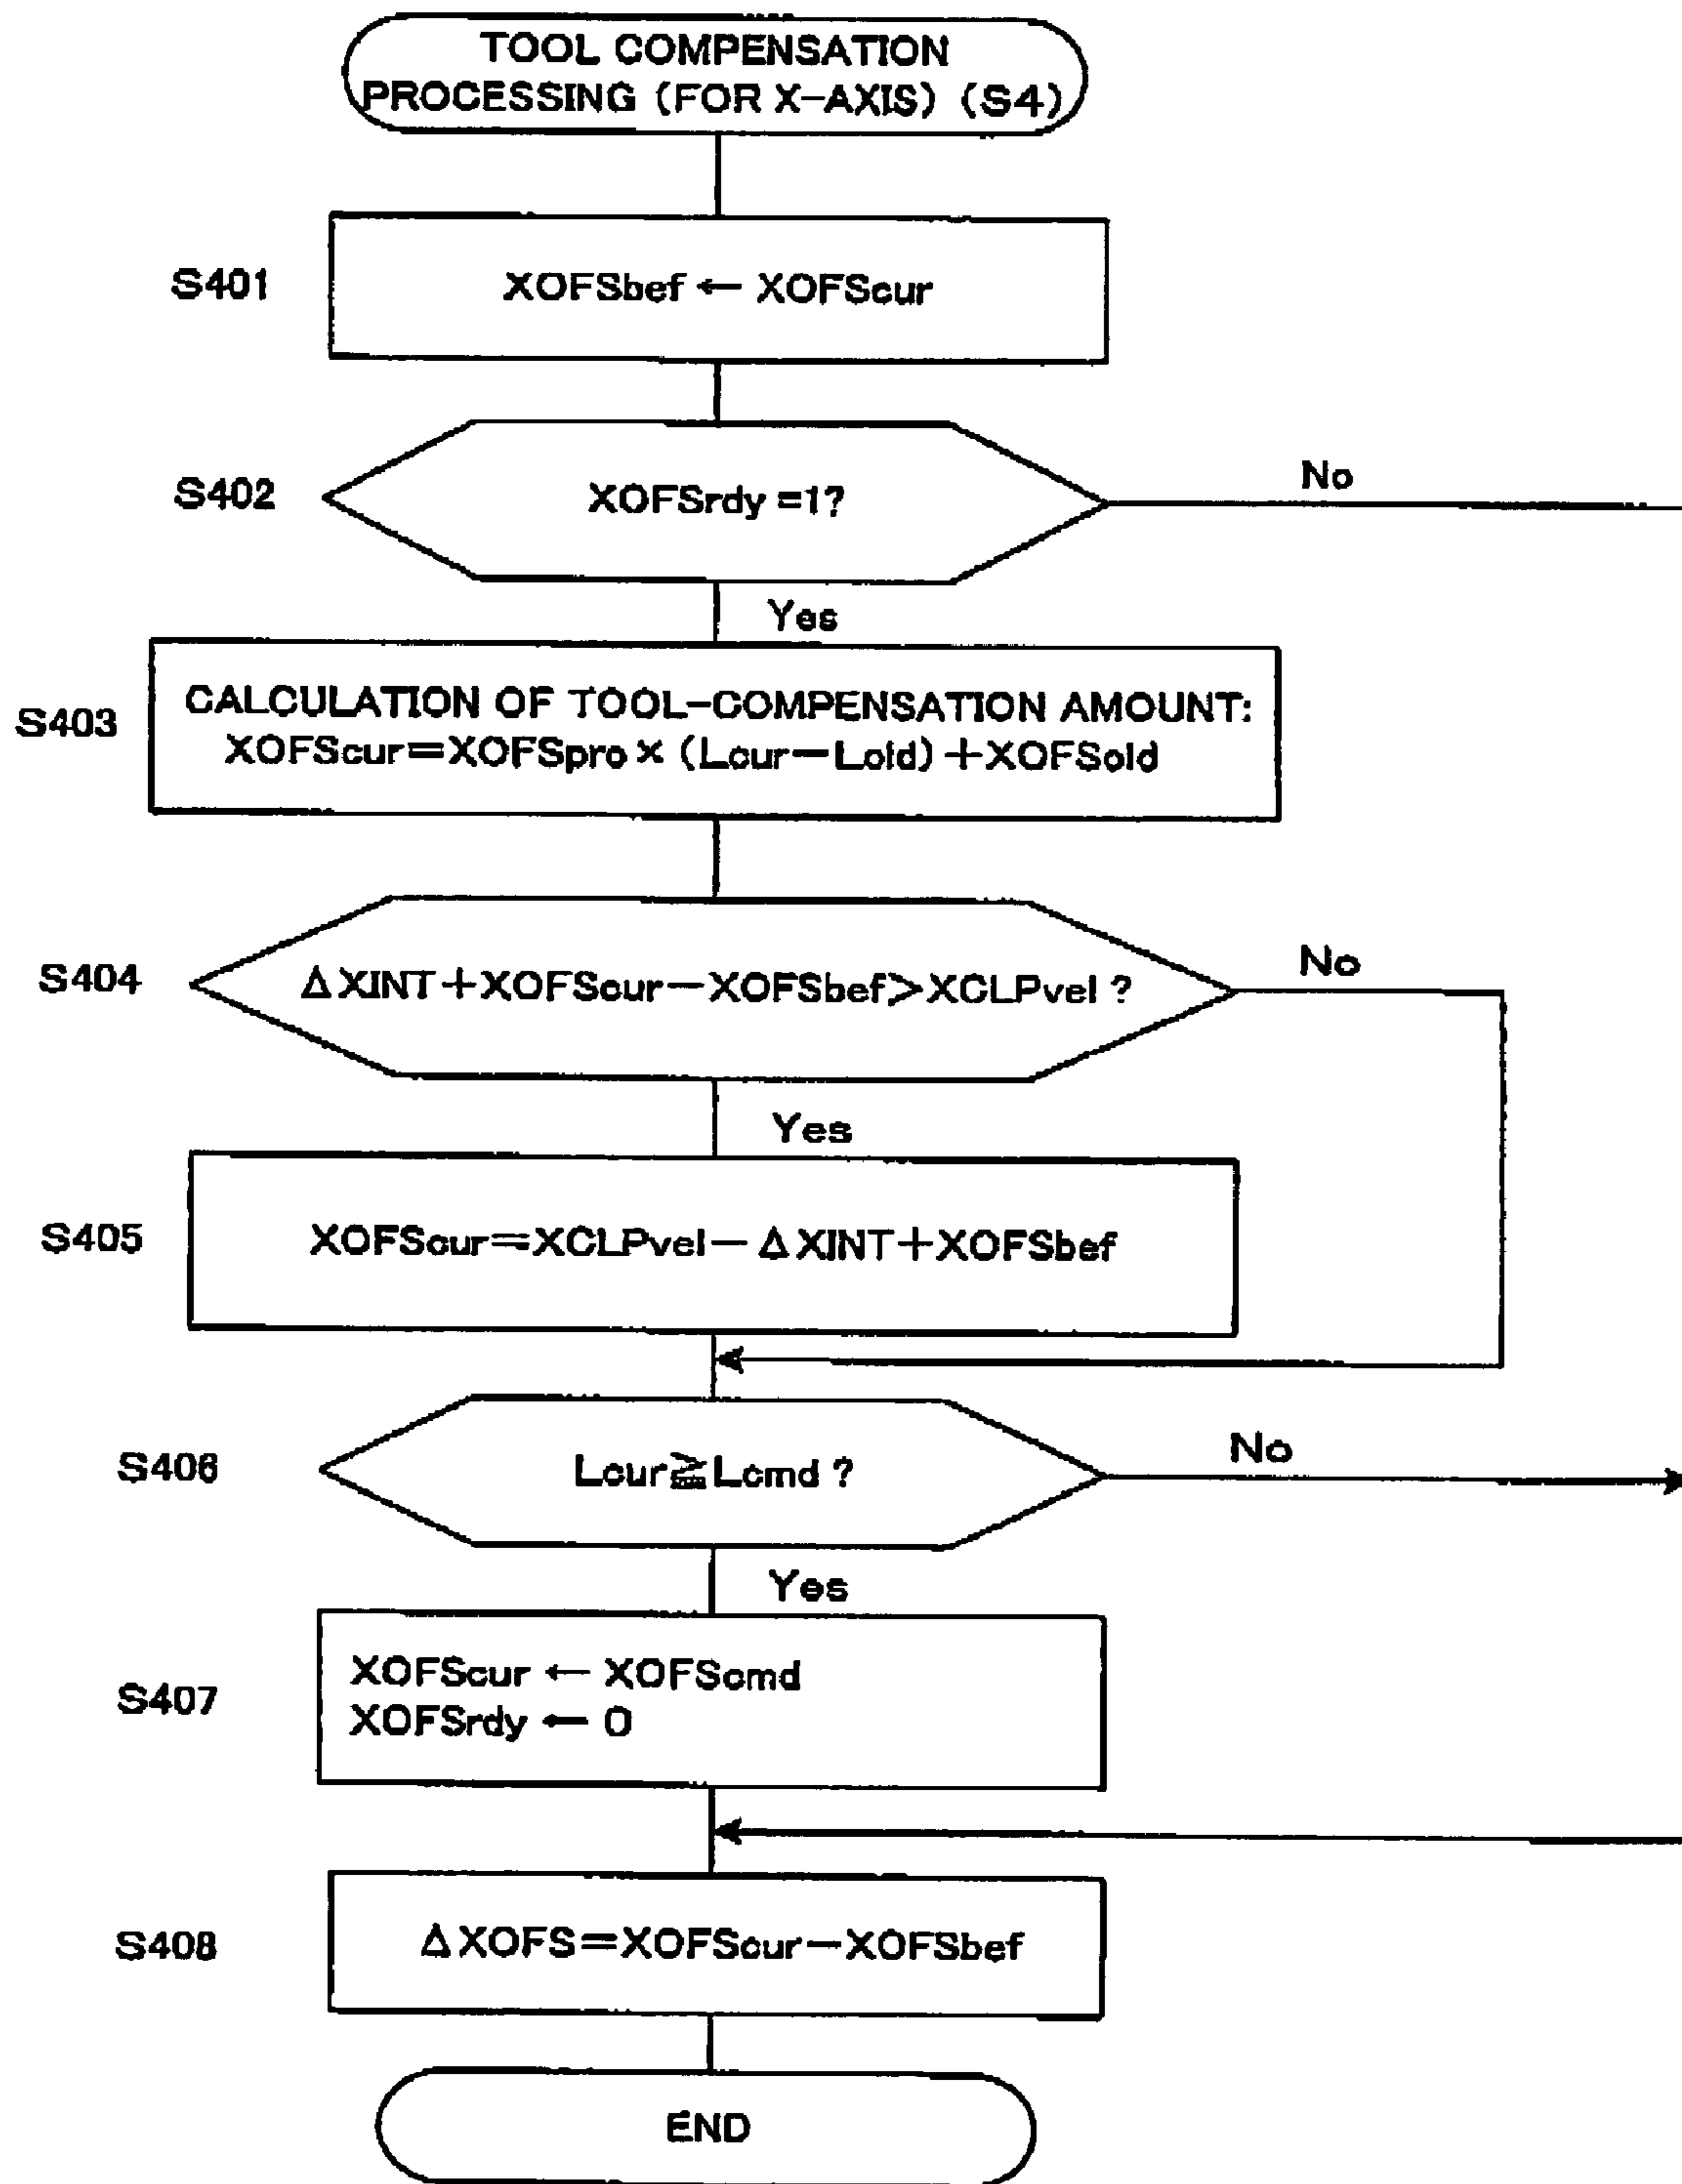 TOOL COMPENSATION
PROCESSING (FOR X-AXIS) (S4)
S401
XOFSbef ← XOFScur
S402
XOFSrdy =1?
No
Yes
S403
CALCULATION OF TOOL-COMPENSATION AMOUNT:
XOFScur=XOFSpro × (Lcur-Lold)+XOFSold
S404
ΔXINT+XOFScur-XOFSbef>XCLPvel ?
No
Yes
S405
XOFScur=XCLPvel-ΔXINT+XOFSbef
S406
Lcur≧Lcmd ?
No
Yes
S407
XOFScur ← XOFScmd
XOFSrdy ← 0
S408
ΔXOFS=XOFScur-XOFSbef
END